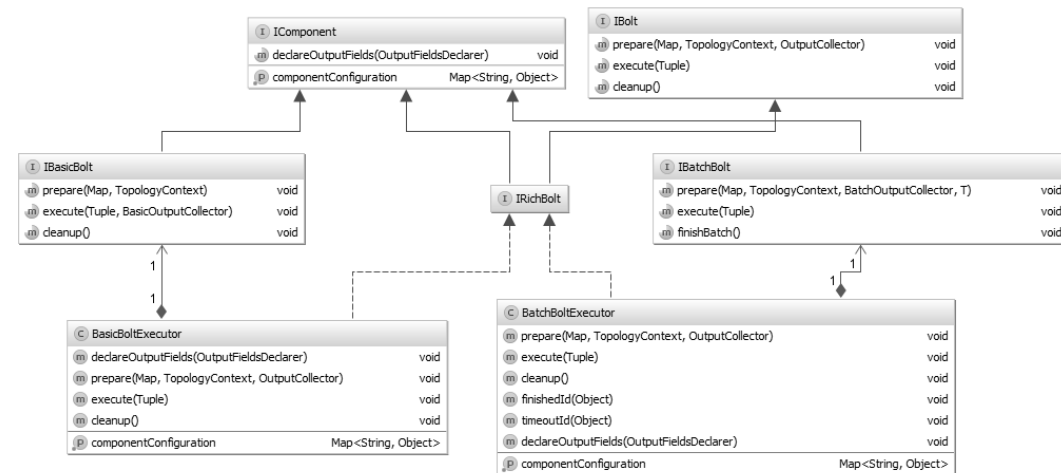 I IComponent
m declareOutputFields(OutputFieldsDeclarer) void
p componentConfiguration Map<String, Object>
I IBolt
m prepare(Map, TopologyContext, OutputCollector) void
m execute(Tuple) void
m cleanup() void
I IBasicBolt
m prepare(Map, TopologyContext) void
m execute(Tuple, BasicOutputCollector) void
m cleanup() void
I IRichBolt
I IBatchBolt
m prepare(Map, TopologyContext, BatchOutputCollector, T) void
m execute(Tuple) void
m finishBatch() void
1
1
1
1
C BasicBoltExecutor
m declareOutputFields(OutputFieldsDeclarer) void
m prepare(Map, TopologyContext, OutputCollector) void
m execute(Tuple) void
m cleanup() void
p componentConfiguration Map<String, Object>
C BatchBoltExecutor
m prepare(Map, TopologyContext, OutputCollector) void
m execute(Tuple) void
m cleanup() void
m finishedId(Object) void
m timeoutId(Object) void
m declareOutputFields(OutputFieldsDeclarer) void
p componentConfiguration Map<String, Object>